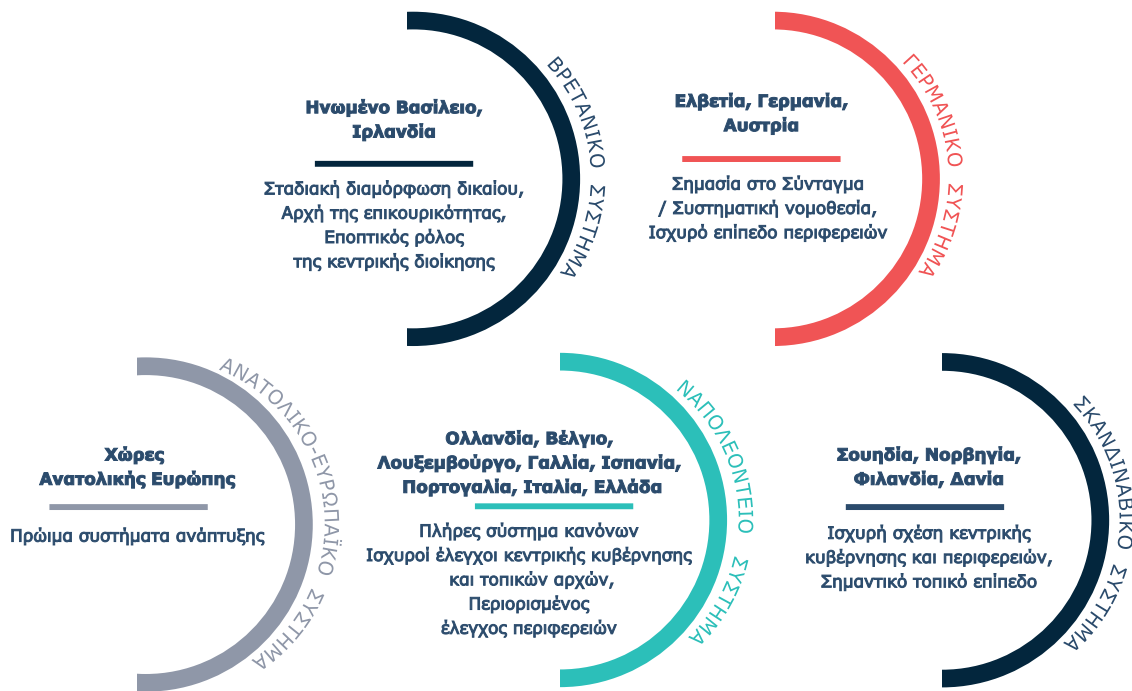 Ηνωμένο Βασίλειο,
Ιρλανδία
Σταδιακή διαμόρφωση δικαίου,
Αρχή της επικουρικότητας,
Εποπτικός ρόλος
της κεντρικής διοίκησης
ΒΡΕΤΑΝΙΚΟ ΣΥΣΤΗΜΑ
Ελβετία, Γερμανία,
Αυστρία
Σημασία στο Σύνταγμα
/ Συστηματική νομοθεσία,
Ισχυρό επίπεδο περιφερειών
ΓΕΡΜΑΝΙΚΟ ΣΥΣΤΗΜΑ
Χώρες
Ανατολικής Ευρώπης
Πρώιμα συστήματα ανάπτυξης
ΑΝΑΤΟΛΙΚΟ-ΕΥΡΩΠΑΪΚΟ ΣΥΣΤΗΜΑ
Ολλανδία, Βέλγιο,
Λουξεμβούργο, Γαλλία, Ισπανία,
Πορτογαλία, Ιταλία, Ελλάδα
Πλήρες σύστημα κανόνων
Ισχυροί έλεγχοι κεντρικής κυβέρνησης
και τοπικών αρχών,
Περιορισμένος
έλεγχος περιφερειών
ΝΑΠΟΛΕΟΝΤΕΙΟ ΣΥΣΤΗΜΑ
Σουηδία, Νορβηγία,
Φιλανδία, Δανία
Ισχυρή σχέση κεντρικής
κυβέρνησης και περιφερειών,
Σημαντικό τοπικό επίπεδο
ΣΚΑΝΔΙΝΑΒΙΚΟ ΣΥΣΤΗΜΑ